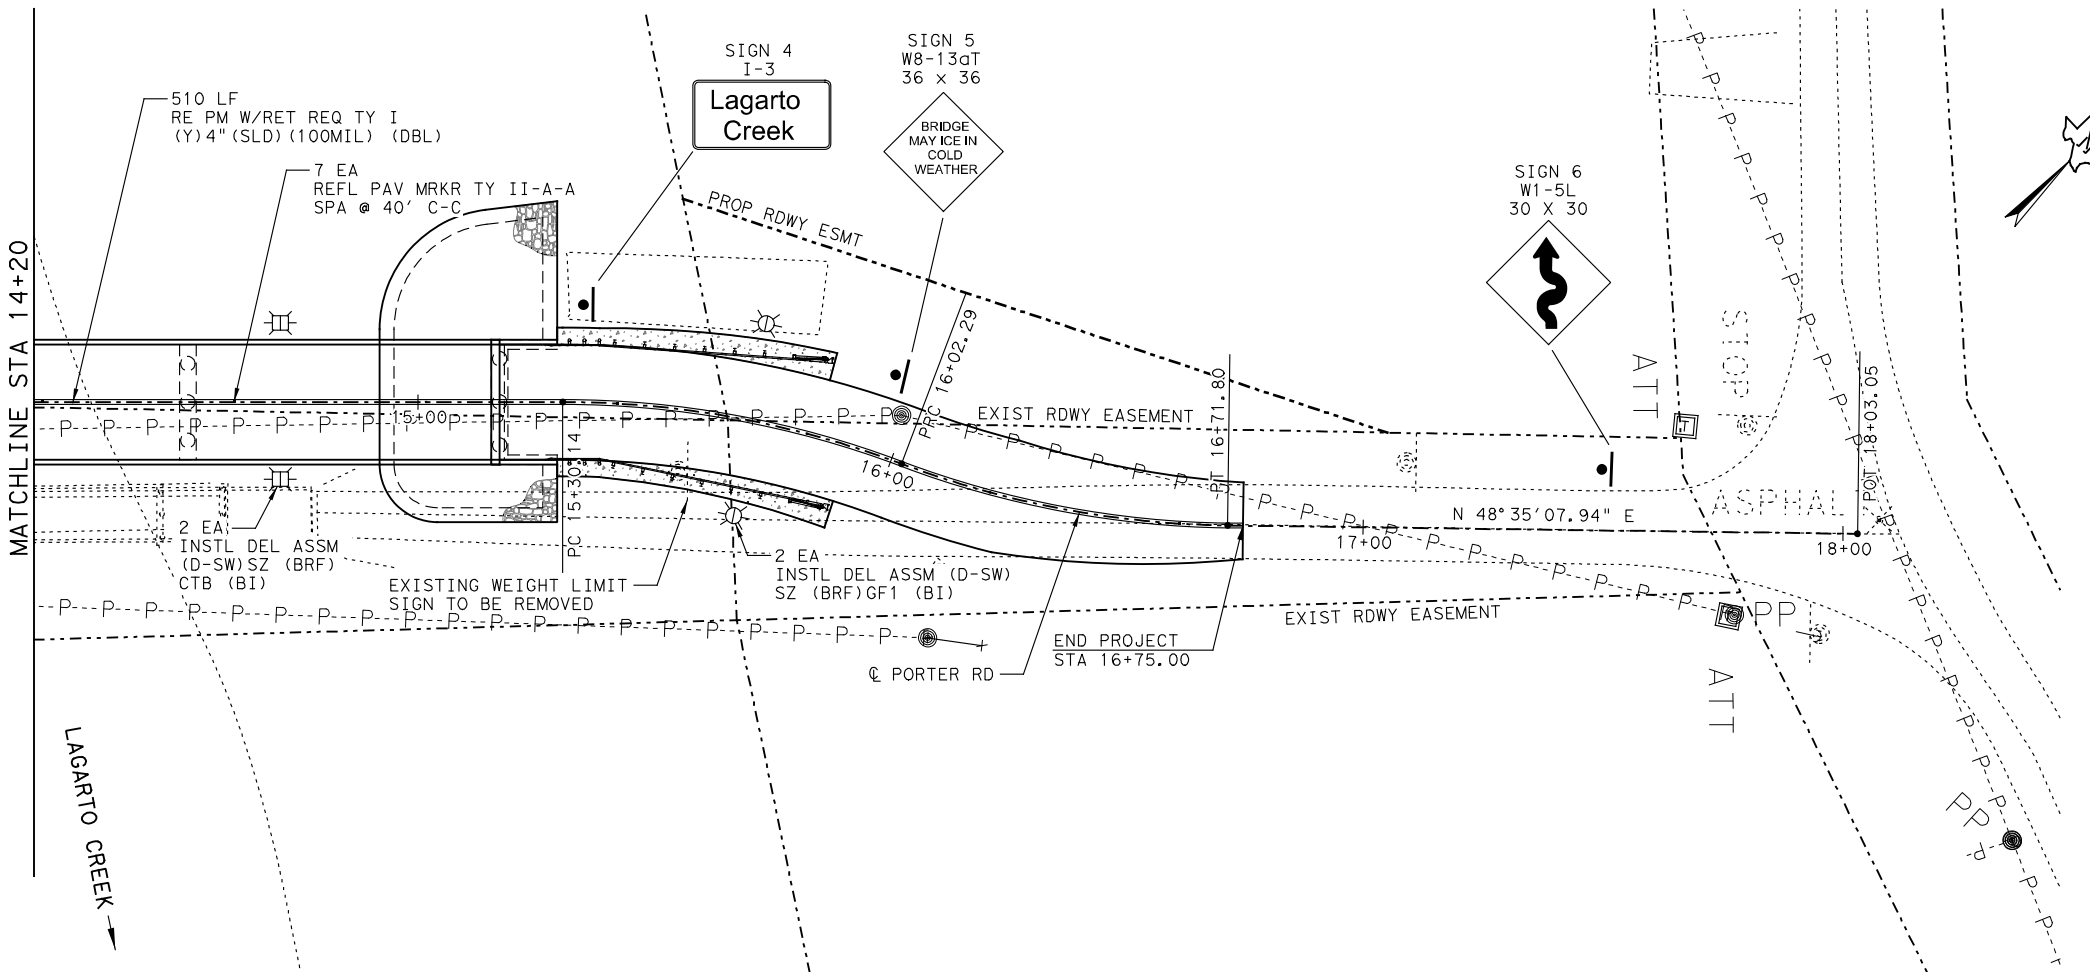 MATCHLINE STA 14+20
510 LF
RE PM W/RET REQ TY I
(Y)4"(SLD)(100MIL) (DBL)
7 EA
REFL PAV MRKR TY II-A-A
SPA @ 40' C-C
SIGN 4
I-3
Lagarto
Creek
SIGN 5
W8-13aT
36 x 36
BRIDGE
MAY ICE IN
COLD
WEATHER
SIGN 6
W1-5L
30 X 30
PROP RDWY ESMT
PRC 16+02.29
EXIST RDWY EASEMENT
PT 16+71.80
ATT
STOP
POT 18+03.05
15+00
PC 15+30.14
16+00
17+00
N 48°35'07.94" E
18+00
ASPHAL
2 EA
INSTL DEL ASSM
(D-SW)SZ (BRF)
CTB (BI)
EXISTING WEIGHT LIMIT
SIGN TO BE REMOVED
2 EA
INSTL DEL ASSM (D-SW)
SZ (BRF)GF1 (BI)
END PROJECT
STA 16+75.00
℄ PORTER RD
EXIST RDWY EASEMENT
PP
ATT
PP
LAGARTO CREEK
P P P P P P P P P P P P P P P P P P P P
P P P P P P P P P P P P P P P P P P P P
T